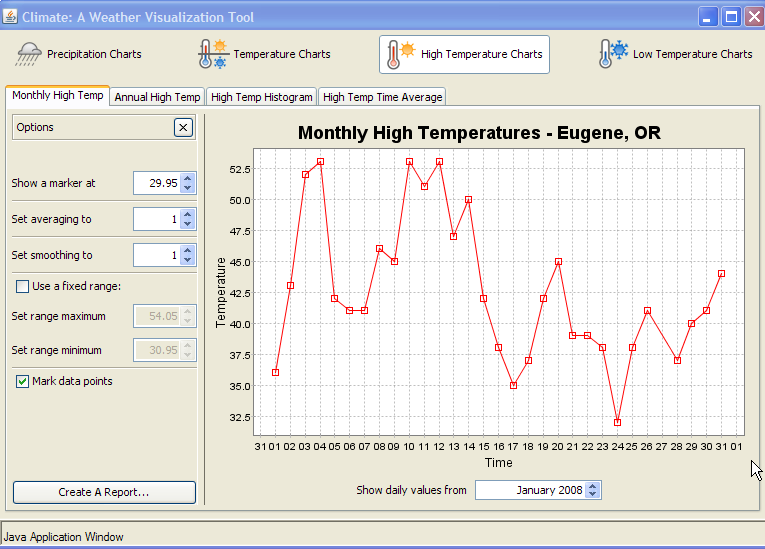 Climate: A Weather Visualization Tool
Precipitation Charts
Temperature Charts
High Temperature Charts
Low Temperature Charts
Monthly High Temp
Annual High Temp
High Temp Histogram
High Temp Time Average
Options
Show a marker at 29.95
Set averaging to 1
Set smoothing to 1
Use a fixed range:
Set range maximum 54.05
Set range minimum 30.95
Mark data points
Create A Report...
Monthly High Temperatures - Eugene, OR
Temperature
52.5
50.0
47.5
45.0
42.5
40.0
37.5
35.0
32.5
31 01 02 03 04 05 06 07 08 09 10 11 12 13 14 15 16 17 18 19 20 21 22 23 24 25 26 27 28 29 30 31 01
Time
Show daily values from January 2008
Java Application Window